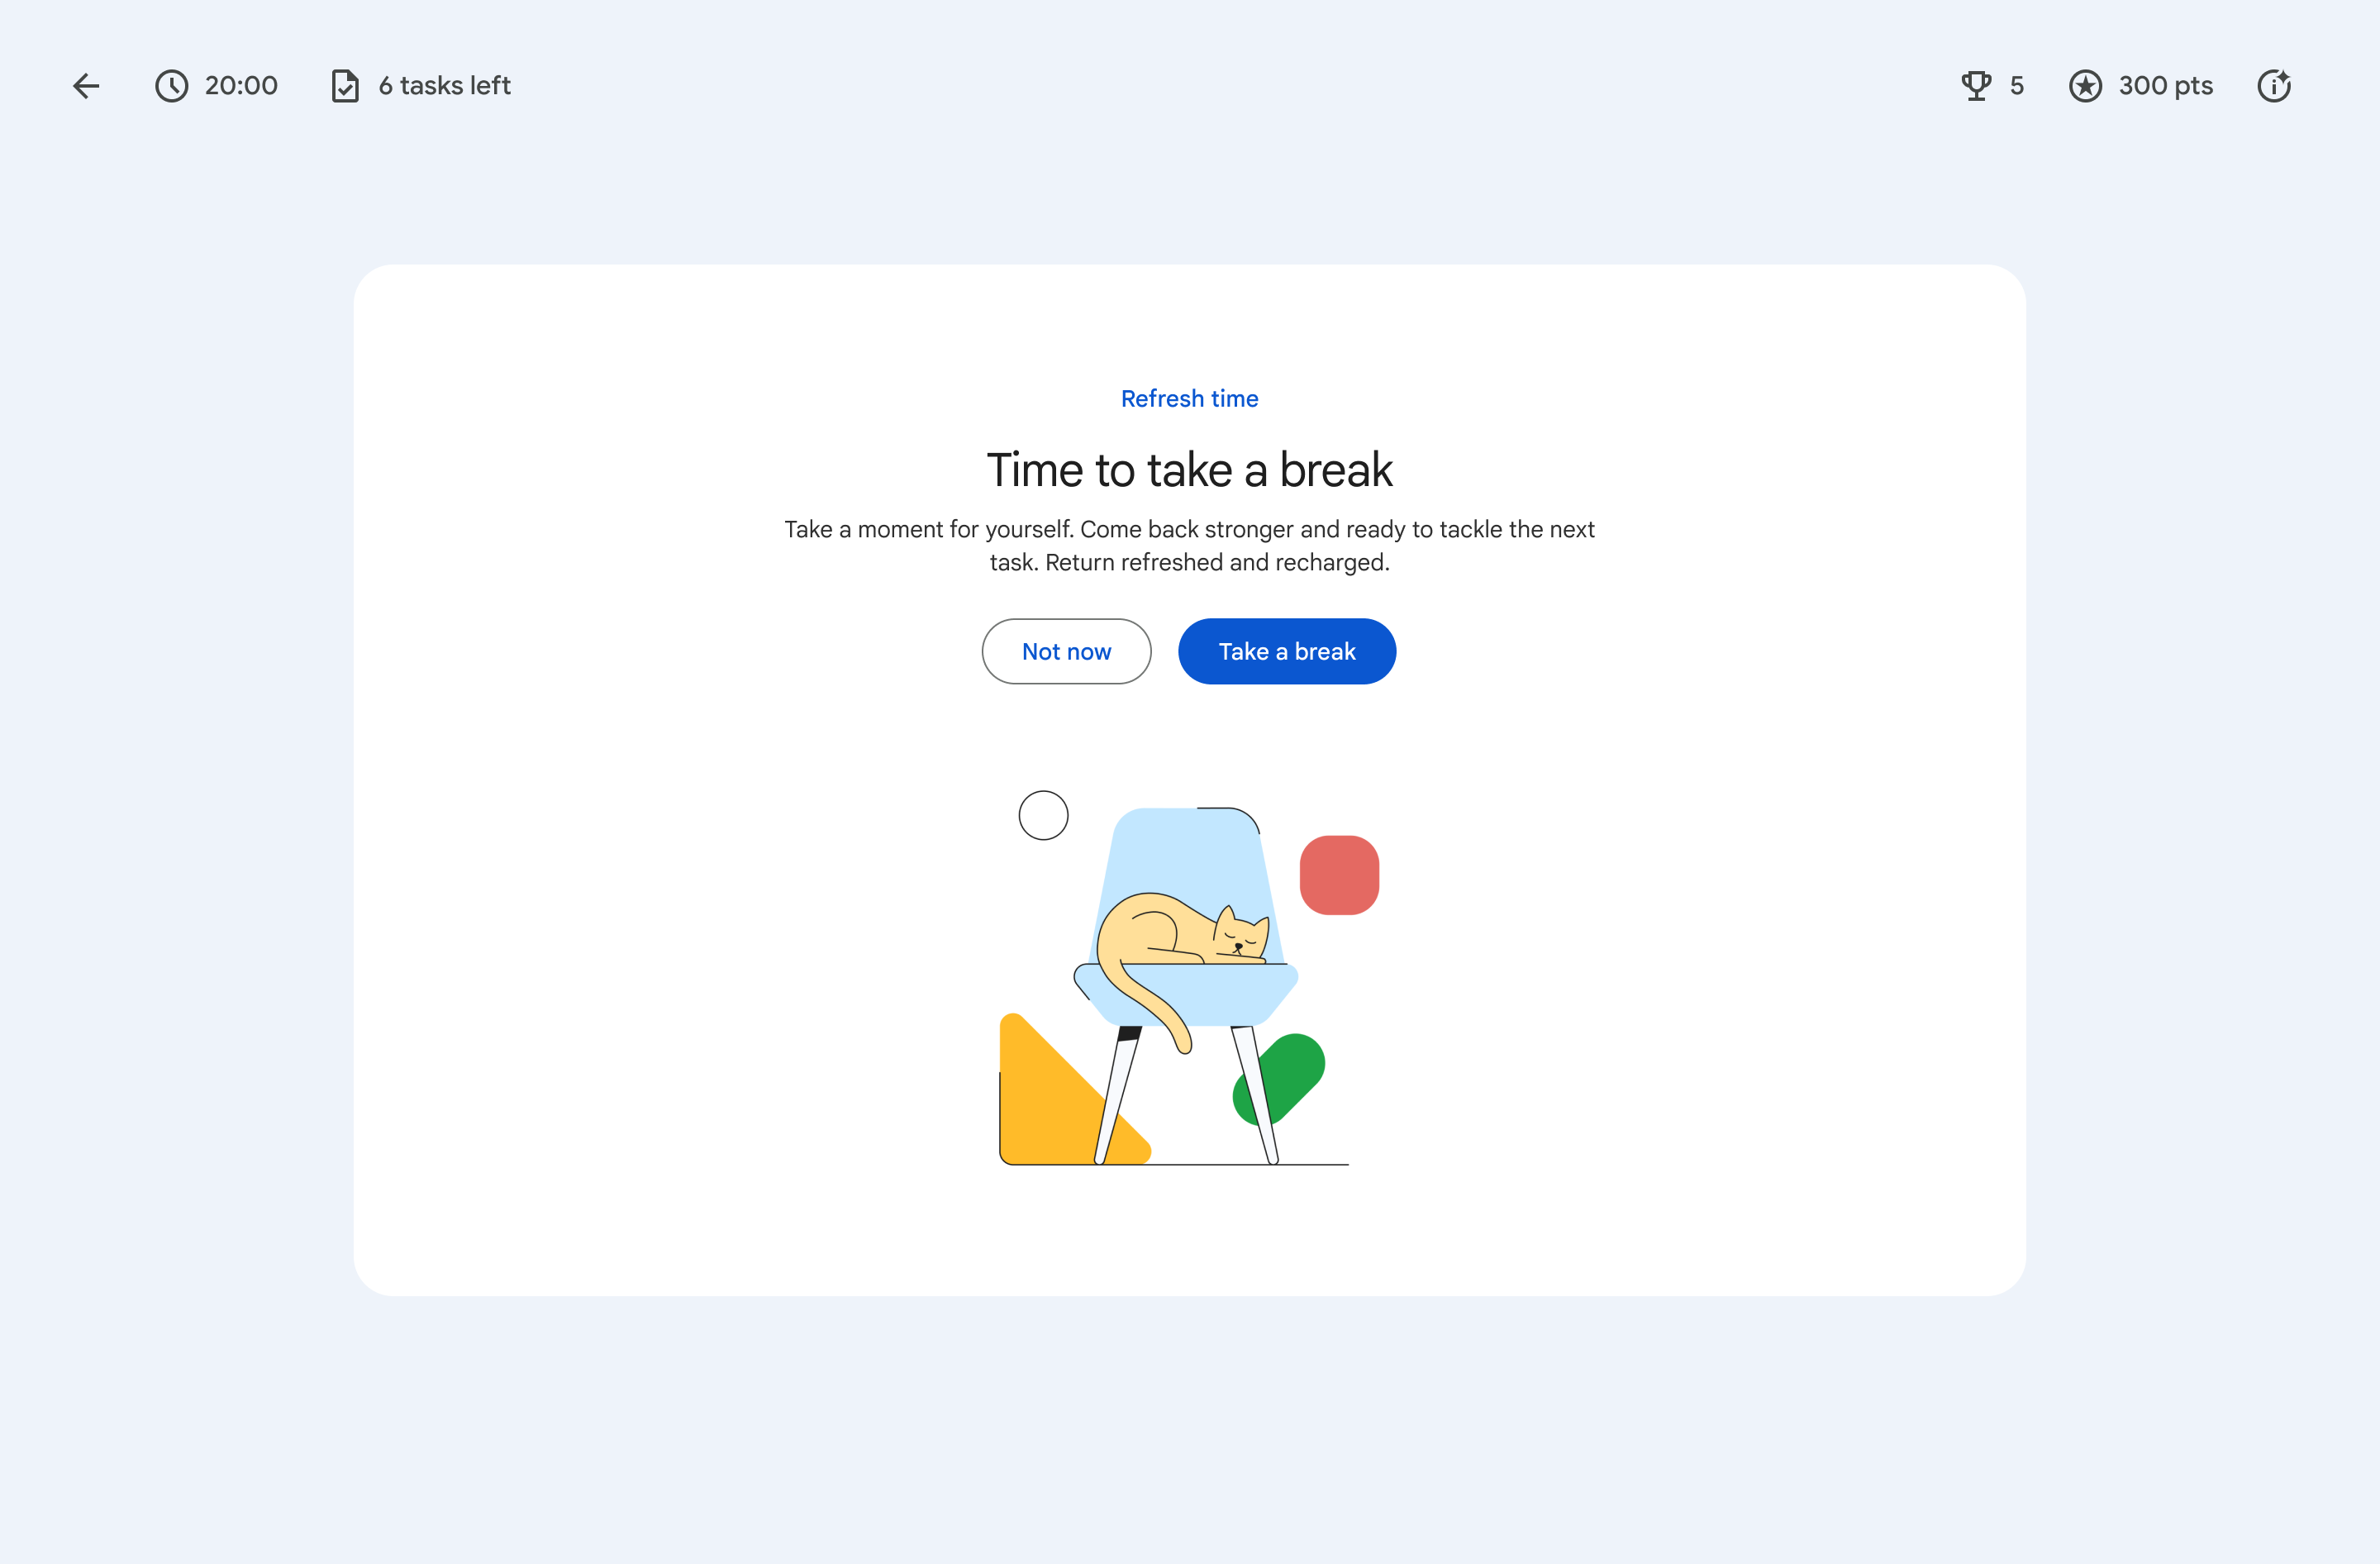 20:00
6 tasks left
5
300 pts
Refresh time
Time to take a break
Take a moment for yourself. Come back stronger and ready to tackle the next
task. Return refreshed and recharged.
Not now
Take a break